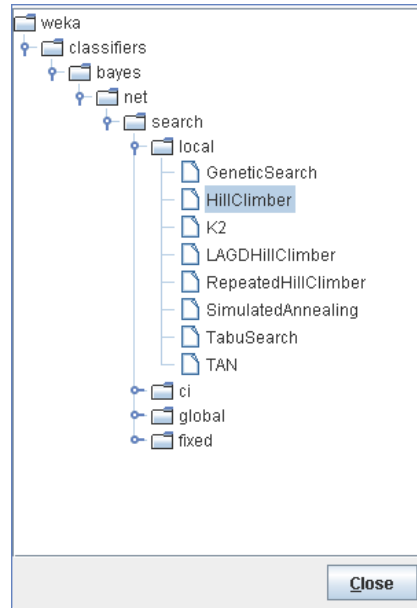 weka
classifiers
bayes
net
search
local
GeneticSearch
HillClimber
K2
LAGDHillClimber
RepeatedHillClimber
SimulatedAnnealing
TabuSearch
TAN
ci
global
fixed
Close